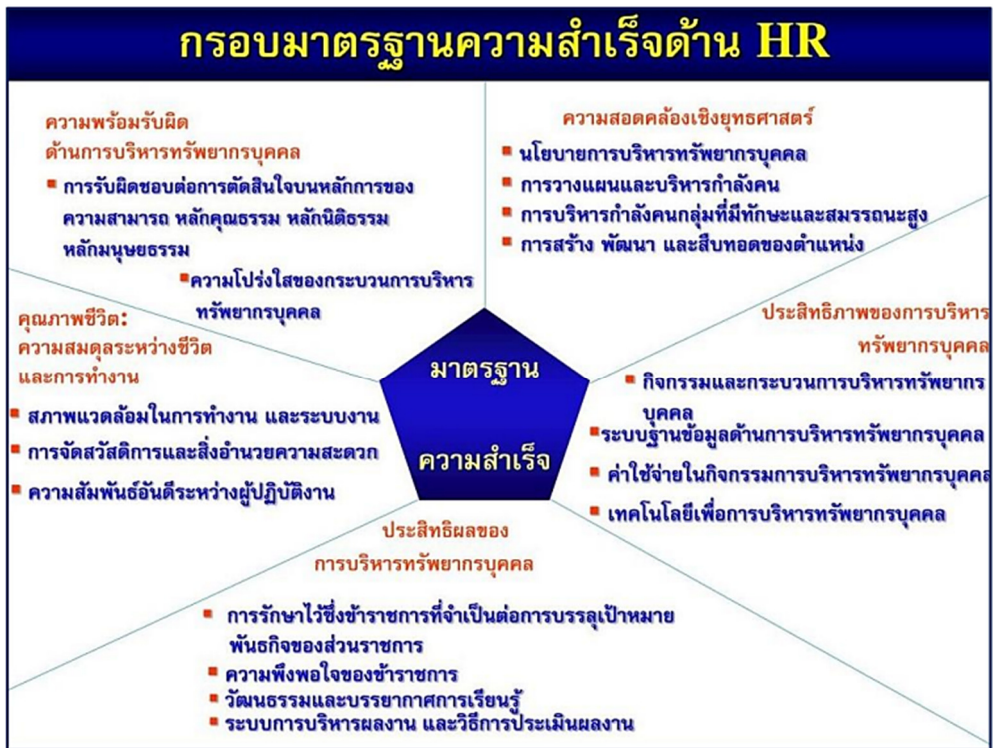 กรอบมาตรฐานความสำเร็จด้าน HR
ความพร้อมรับผิด
ด้านการบริหารทรัพยากรบุคคล
การรับผิดชอบต่อการตัดสินใจบนหลักการของ
ความสามารถ หลักคุณธรรม หลักนิติธรรม
หลักมนุษยธรรม
ความโปร่งใสของกระบวนการบริหาร
ทรัพยากรบุคคล
ความสอดคล้องเชิงยุทธศาสตร์
นโยบายการบริหารทรัพยากรบุคคล
การวางแผนและบริหารกำลังคน
การบริหารกำลังคนกลุ่มที่มีทักษะและสมรรถนะสูง
การสร้าง พัฒนา และสืบทอดของตำแหน่ง
คุณภาพชีวิต:
ความสมดุลระหว่างชีวิต
และการทำงาน
สภาพแวดล้อมในการทำงาน และระบบงาน
การจัดสวัสดิการและสิ่งอำนวยความสะดวก
ความสัมพันธ์อันดีระหว่างผู้ปฏิบัติงาน
มาตรฐาน
ความสำเร็จ
ประสิทธิภาพของการบริหาร
ทรัพยากรบุคคล
กิจกรรมและกระบวนการบริหารทรัพยากร
บุคคล
ระบบฐานข้อมูลด้านการบริหารทรัพยากรบุคคล
ค่าใช้จ่ายในกิจกรรมการบริหารทรัพยากรบุคคล
เทคโนโลยีเพื่อการบริหารทรัพยากรบุคคล
ประสิทธิผลของ
การบริหารทรัพยากรบุคคล
การรักษาไว้ซึ่งข้าราชการที่จำเป็นต่อการบรรลุเป้าหมาย
พันธกิจของส่วนราชการ
ความพึงพอใจของข้าราชการ
วัฒนธรรมและบรรยากาศการเรียนรู้
ระบบการบริหารผลงาน และวิธีการประเมินผลงาน